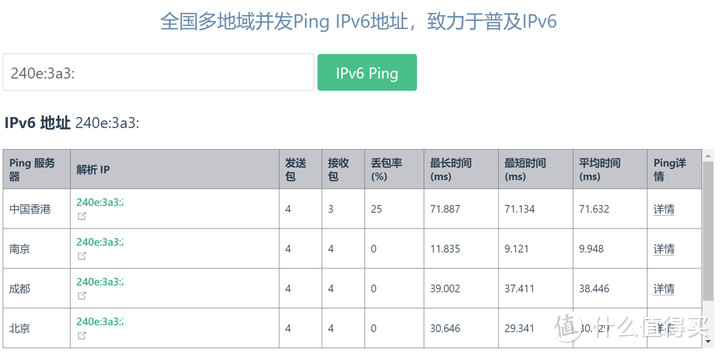 全国多地域并发Ping IPv6地址，致力于普及IPv6
240e:3a3:
IPv6 Ping
IPv6 地址 240e:3a3:
Ping 服务器 解析 IP 发送包 接收包 丢包率(%) 最长时间(ms) 最短时间(ms) 平均时间(ms) Ping详情
中国香港 240e:3a3: 4 3 25 71.887 71.134 71.632 详情
南京 240e:3a3: 4 4 0 11.835 9.121 9.948 详情
成都 240e:3a3: 4 4 0 39.002 37.411 38.446 详情
北京 240e:3a3: 4 4 0 30.646 29.341 详情
值 什么值得买